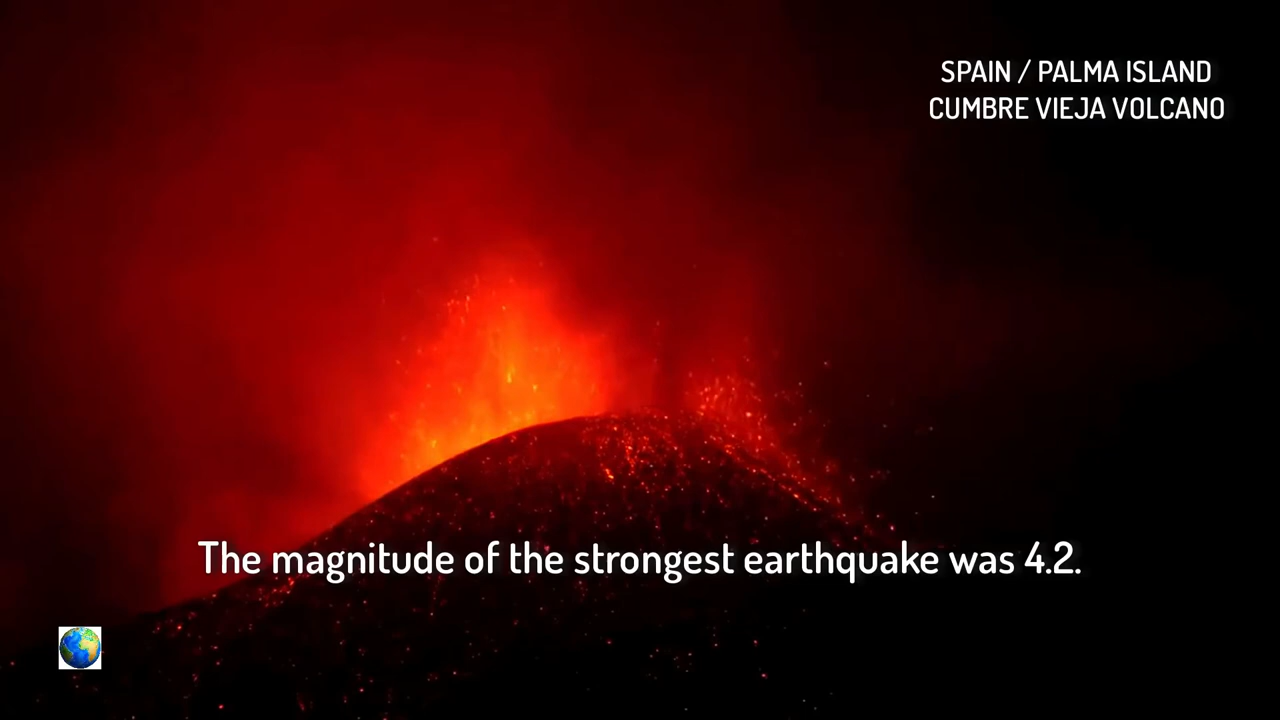 SPAIN / PALMA ISLAND
CUMBRE VIEJA VOLCANO
The magnitude of the strongest earthquake was 4.2.